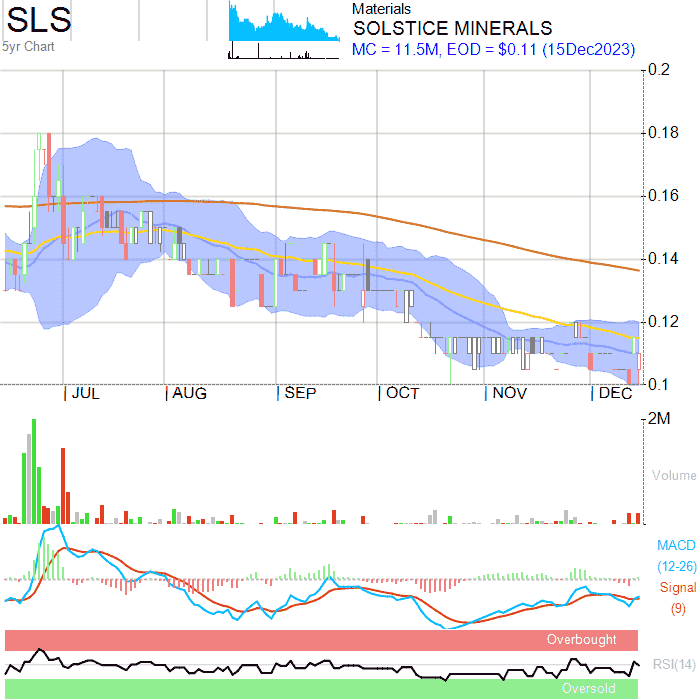 SLS
5yr Chart
Materials
SOLSTICE MINERALS
MC = 11.5M, EOD = $0.11 (15Dec2023)
0.2
0.18
0.16
0.14
0.12
0.1
JUL
AUG
SEP
OCT
NOV
DEC
2M
Volume
MACD
(12-26)
Signal
(9)
Overbought
RSI(14)
Oversold